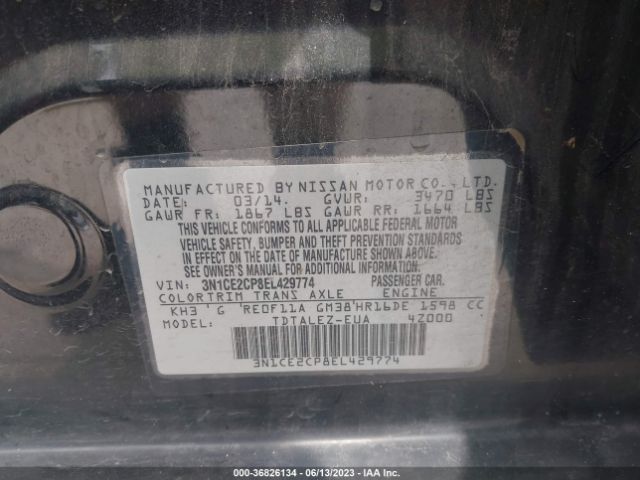 MANUFACTURED BY NISSAN MOTOR CO., LTD.
DATE: 03/14. GVWR: 3470 LBS
GAWR FR: 1867 LBS GAWR RR: 1664 LBS
THIS VEHICLE CONFORMS TO ALL APPLICABLE FEDERAL MOTOR
VEHICLE SAFETY, BUMPER AND THEFT PREVENTION STANDARDS
IN EFFECT ON THE DATE OF MANUFACTURE SHOWN ABOVE.
SEE OWNER'S MANUAL FOR ADDITIONAL INFORMATION.
VIN: 3N1CE2CP8EL429774 PASSENGER CAR.
COLOR TRIM TRANS AXLE ENGINE
KH3 'G 'RE0F11A GM38'HR16DE 1598 CC
MODEL: TDTALEZ-EUA 4Z000
3N1CE2CP8EL429774
000-36826134 - 06/13/2023 - IAA Inc.